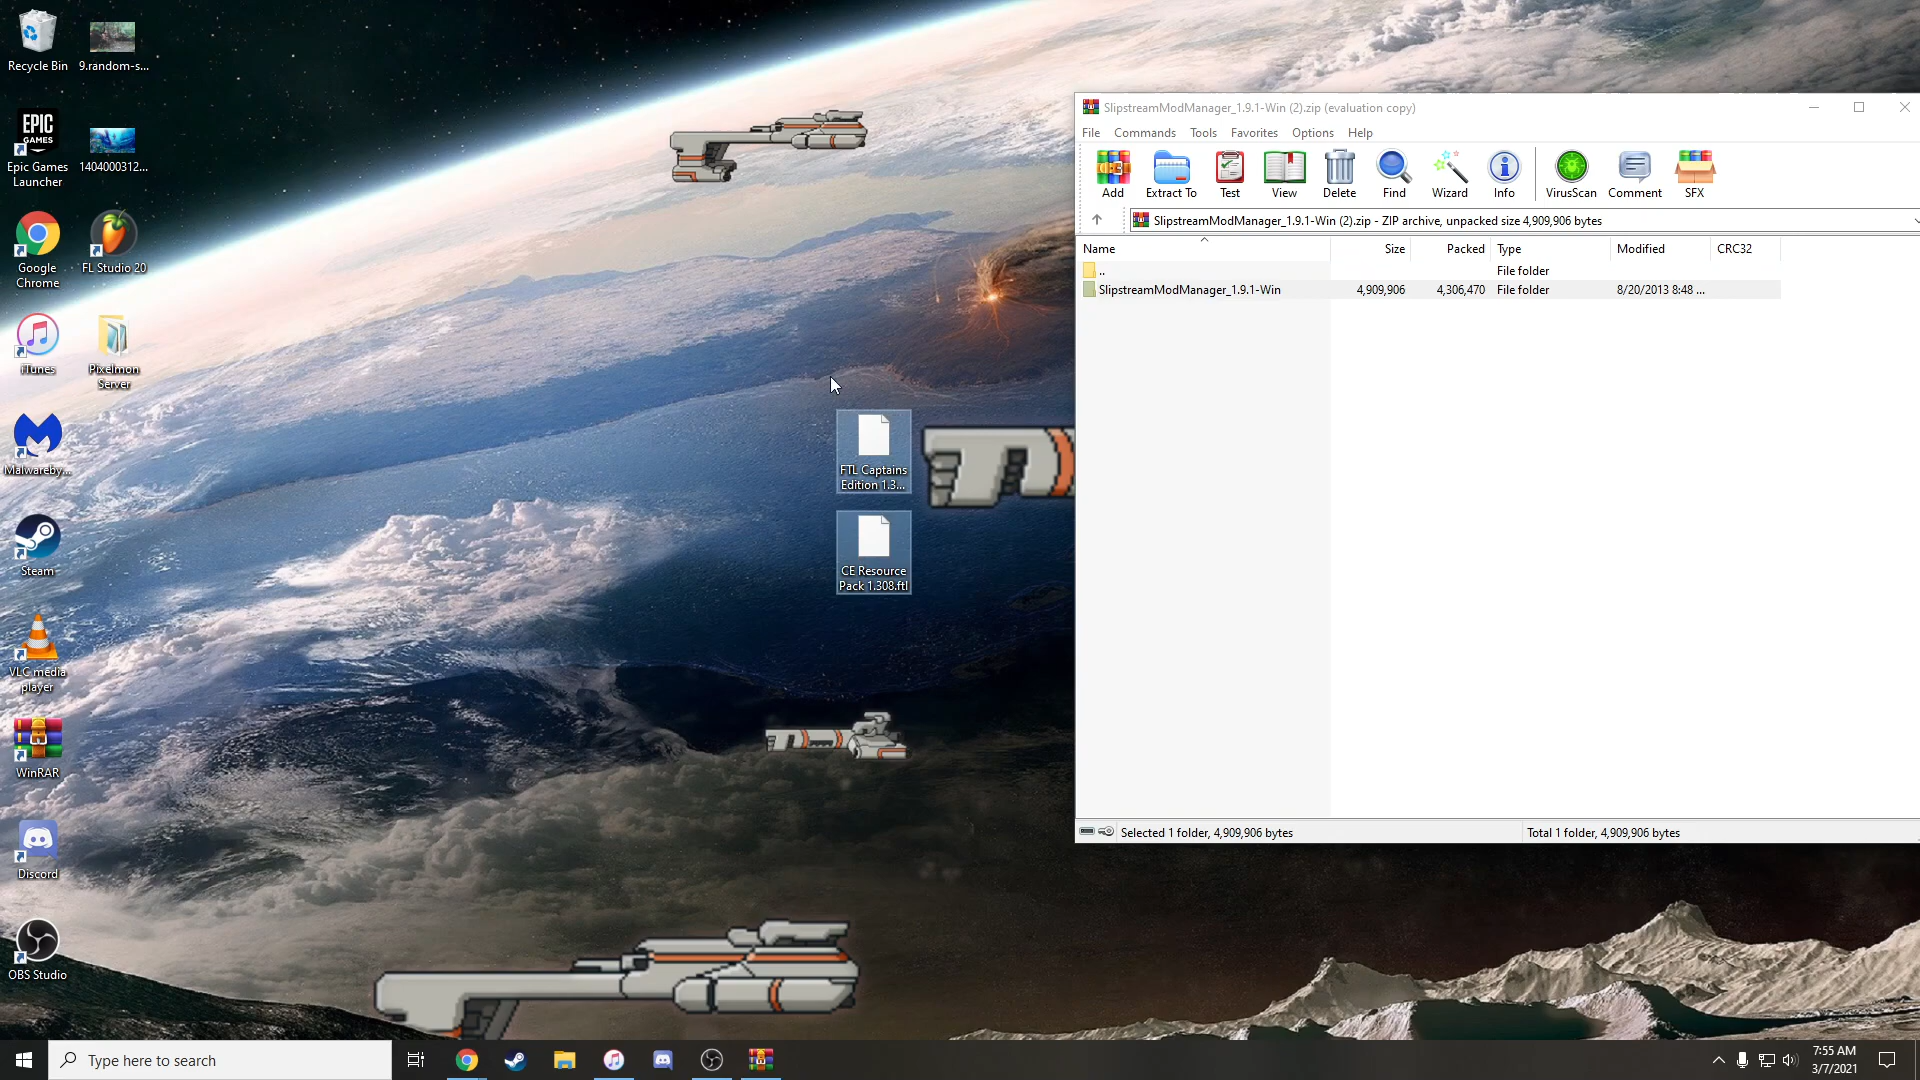 Recycle Bin
9.random-s...
EPIC
GAMES
Epic Games
Launcher
1404000312...
Google
Chrome
FL Studio 20
iTunes
Pixelmon
Server
Malwareby...
Steam
VLC media
player
WinRAR
Discord
OBS Studio
FTL Captains
Edition 1.3...
CE Resource
Pack 1.308.ftl
SlipstreamModManager_1.9.1-Win (2).zip (evaluation copy)
File Commands Tools Favorites Options Help
Add Extract To Test View Delete Find Wizard Info VirusScan Comment SFX
SlipstreamModManager_1.9.1-Win (2).zip - ZIP archive, unpacked size 4,909,906 bytes
Name Size Packed Type Modified CRC32
.. File folder
SlipstreamModManager_1.9.1-Win 4,909,906 4,306,470 File folder 8/20/2013 8:48 ...
Selected 1 folder, 4,909,906 bytes
Total 1 folder, 4,909,906 bytes
Type here to search
7:55 AM
3/7/2021